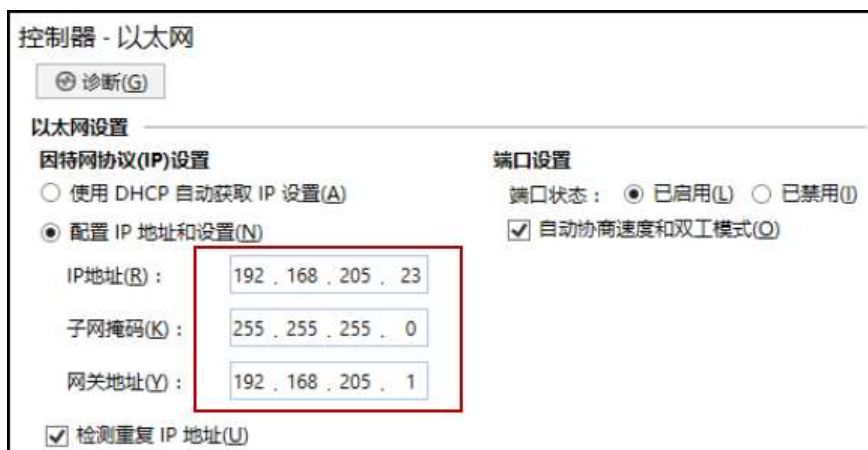 控制器 - 以太网
诊断(G)
以太网设置
因特网协议(IP)设置
使用 DHCP 自动获取 IP 设置(A)
配置 IP 地址和设置(N)
IP地址(R)：
192 . 168 . 205 . 23
子网掩码(K)：
255 . 255 . 255 . 0
网关地址(Y)：
192 . 168 . 205 . 1
检测重复 IP 地址(U)
端口设置
端口状态： 已启用(L) 已禁用(I)
自动协商速度和双工模式(O)